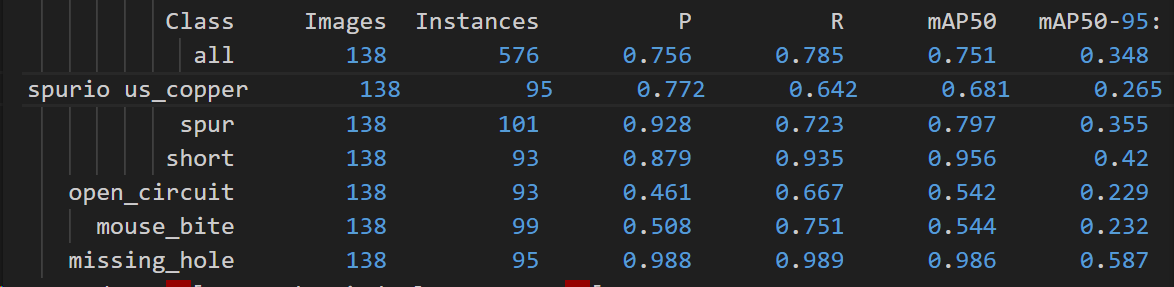 Class Images Instances P R mAP50 mAP50-95:
all 138 576 0.756 0.785 0.751 0.348
spurio us_copper 138 95 0.772 0.642 0.681 0.265
spur 138 101 0.928 0.723 0.797 0.355
short 138 93 0.879 0.935 0.956 0.42
open_circuit 138 93 0.461 0.667 0.542 0.229
mouse_bite 138 99 0.508 0.751 0.544 0.232
missing_hole 138 95 0.988 0.989 0.986 0.587